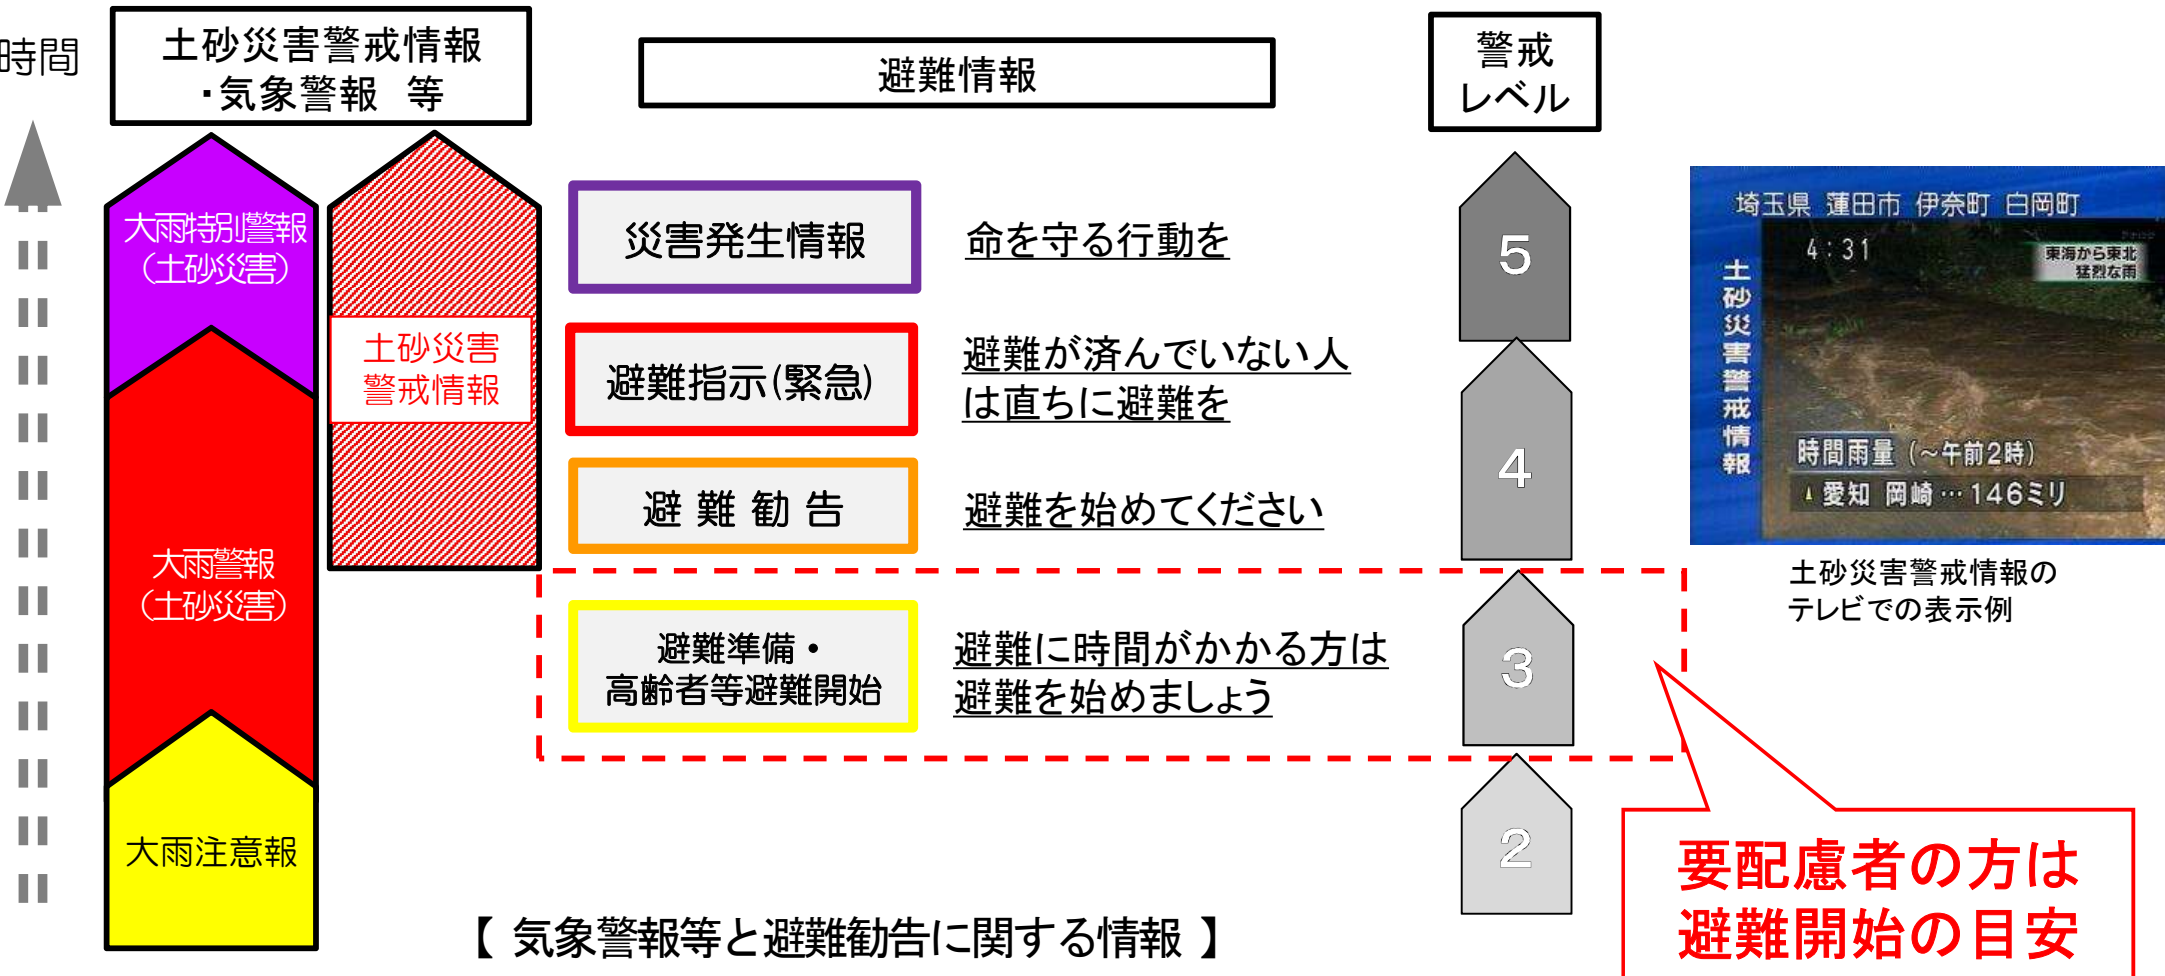 時間
土砂災害警戒情報
・気象警報 等
避難情報
警戒
レベル
大雨特別警報
(土砂災害)
土砂災害
警戒情報
大雨警報
(土砂災害)
大雨注意報
災害発生情報
命を守る行動を
避難指示(緊急)
避難が済んでいない人
は直ちに避難を
避難勧告
避難を始めてください
避難準備・
高齢者等避難開始
避難に時間がかかる方は
避難を始めましょう
5
4
3
2
埼玉県 蓮田市 伊奈町 白岡町
4:31
東海から東北
猛烈な雨
土砂災害警戒情報
時間雨量(~午前2時)
愛知 岡崎…146ミリ
土砂災害警戒情報の
テレビでの表示例
要配慮者の方は
避難開始の目安
【 気象警報等と避難勧告に関する情報 】